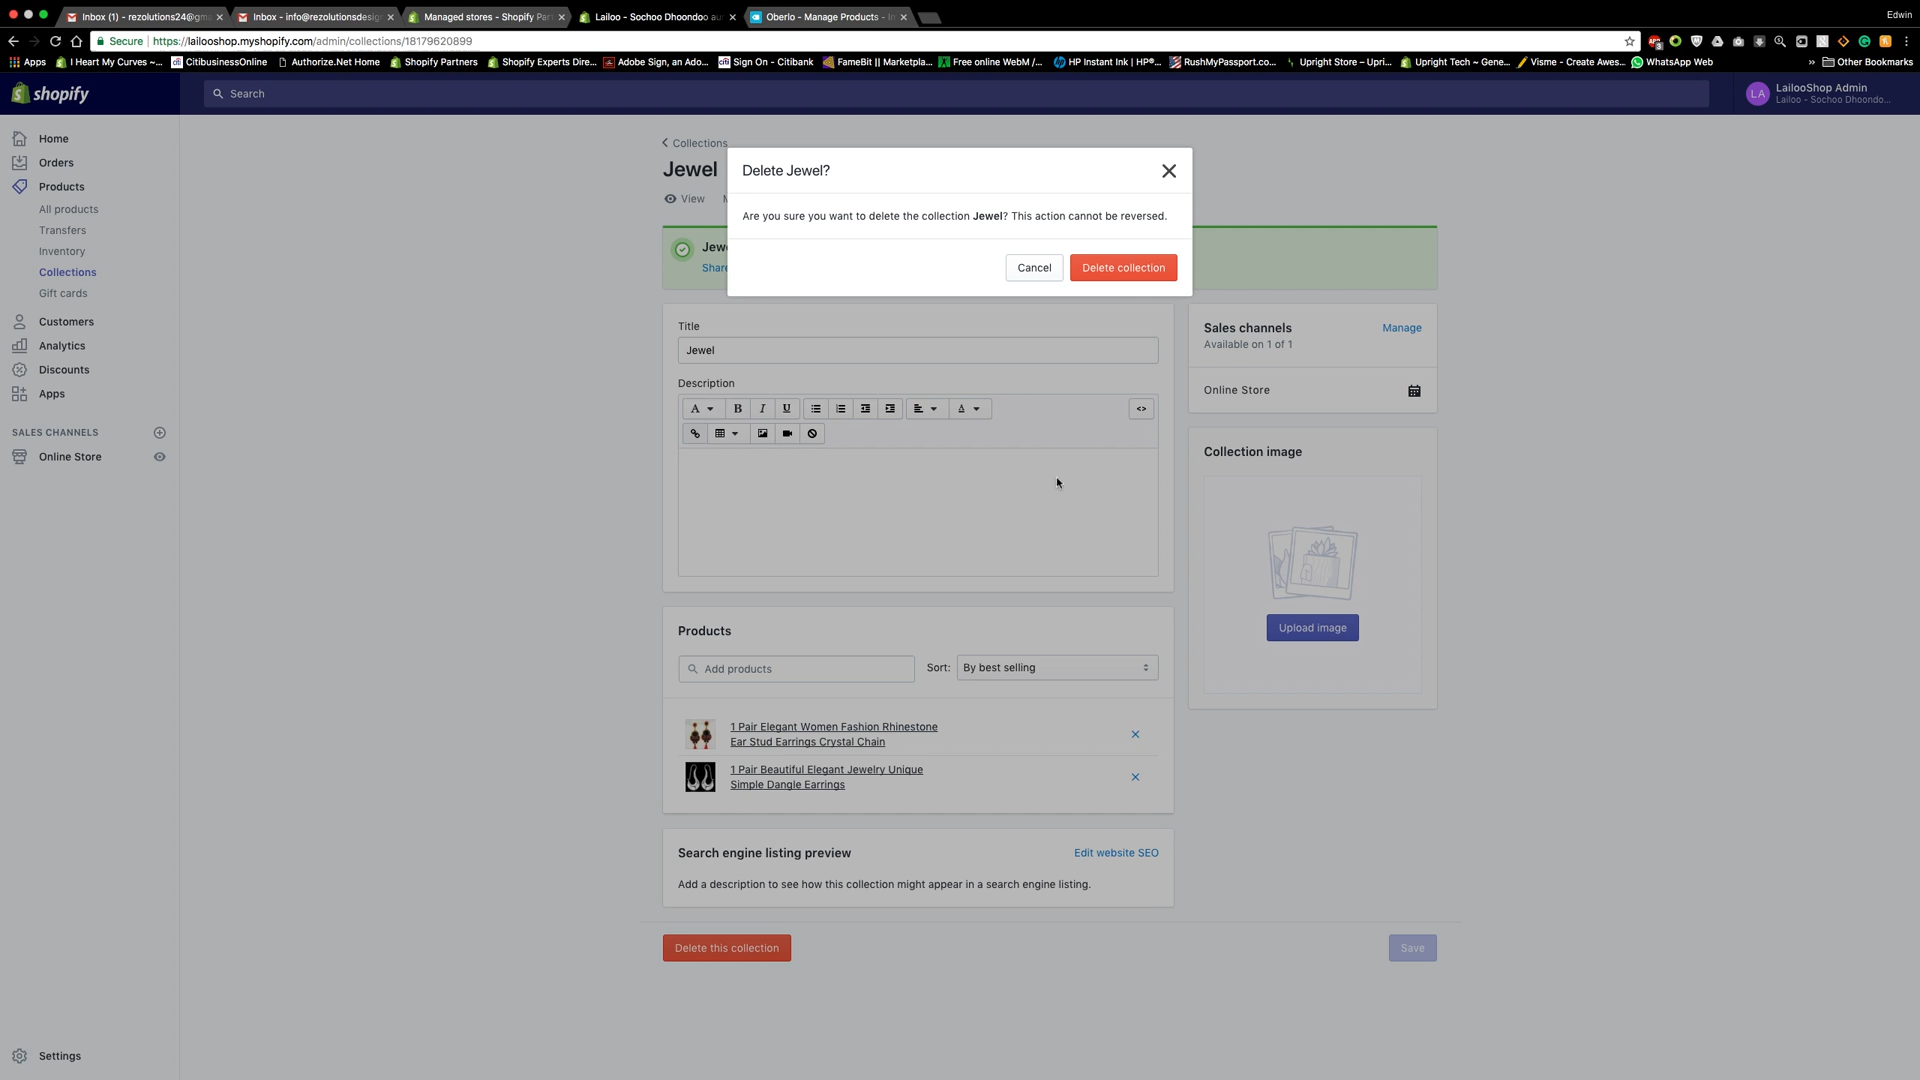 Edwin
Inbox (1) - rezolutions24@gm
Inbox - info@rezolutionsdesig
Managed stores - Shopify Par
Lailoo - Sochoo Dhoondoo au
Oberlo - Manage Products - In
Secure | https://lailooshop.myshopify.com/admin/collections/18179620899
Apps
I Heart My Curves ~...
CitibusinessOnline
Authorize.Net Home
Shopify Partners
Shopify Experts Dire...
Adobe Sign, an Ado...
Sign On - Citibank
FameBit || Marketpla...
Free online WebM /...
HP Instant Ink | HP®...
RushMyPassport.co...
Upright Store – Upri...
Upright Tech ~ Gene...
Visme - Create Awes...
WhatsApp Web
» Other Bookmarks
shopify
Search
LA
LailooShop Admin
Lailoo - Sochoo Dhoondo...
Home
Orders
Products
All products
Transfers
Inventory
Collections
Gift cards
Customers
Analytics
Discounts
Apps
SALES CHANNELS
Online Store
Settings
Collections
Jewel
View
Jewe
Share
Delete Jewel?
Are you sure you want to delete the collection Jewel? This action cannot be reversed.
Cancel
Delete collection
Title
Jewel
Description
A
B
I
U
A
<>
Products
Add products
Sort:
By best selling
1 Pair Elegant Women Fashion Rhinestone
Ear Stud Earrings Crystal Chain
1 Pair Beautiful Elegant Jewelry Unique
Simple Dangle Earrings
Search engine listing preview
Edit website SEO
Add a description to see how this collection might appear in a search engine listing.
Delete this collection
Save
Sales channels
Manage
Available on 1 of 1
Online Store
Collection image
Upload image